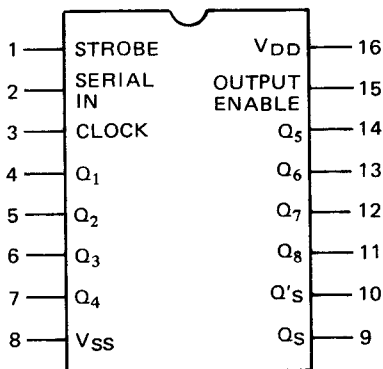 1 STROBE VDD 16
2 SERIAL IN OUTPUT ENABLE 15
3 CLOCK Q5 14
4 Q1 Q6 13
5 Q2 Q7 12
6 Q3 Q8 11
7 Q4 Q'S 10
8 VSS QS 9